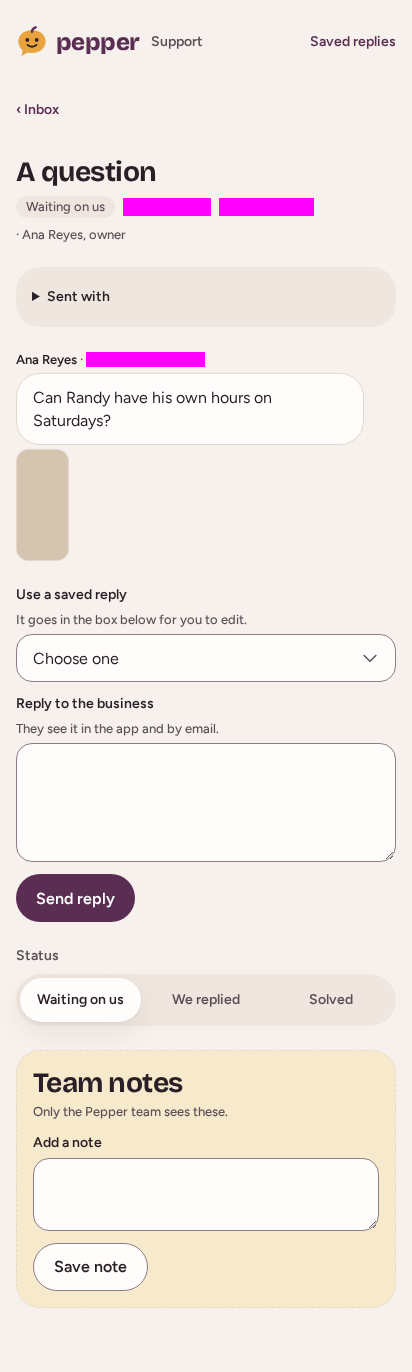 pepper Support Saved replies
‹ Inbox
A question
Waiting on us
· Ana Reyes, owner
Sent with
Ana Reyes ·
Can Randy have his own hours on
Saturdays?
Use a saved reply
It goes in the box below for you to edit.
Choose one
Reply to the business
They see it in the app and by email.
Send reply
Status
Waiting on us We replied Solved
Team notes
Only the Pepper team sees these.
Add a note
Save note